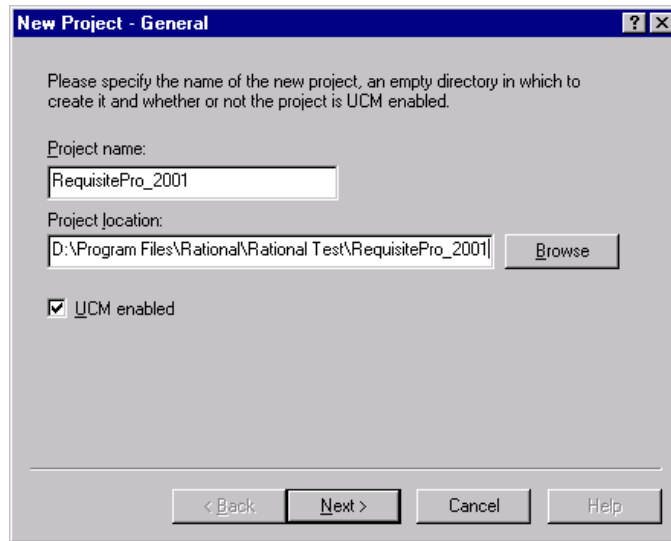 New Project - General
Please specify the name of the new project, an empty directory in which to
create it and whether or not the project is UCM enabled.
Project name:
RequisitePro_2001
Project location:
D:\Program Files\Rational\Rational Test\RequisitePro_2001
Browse
UCM enabled
< Back
Next >
Cancel
Help